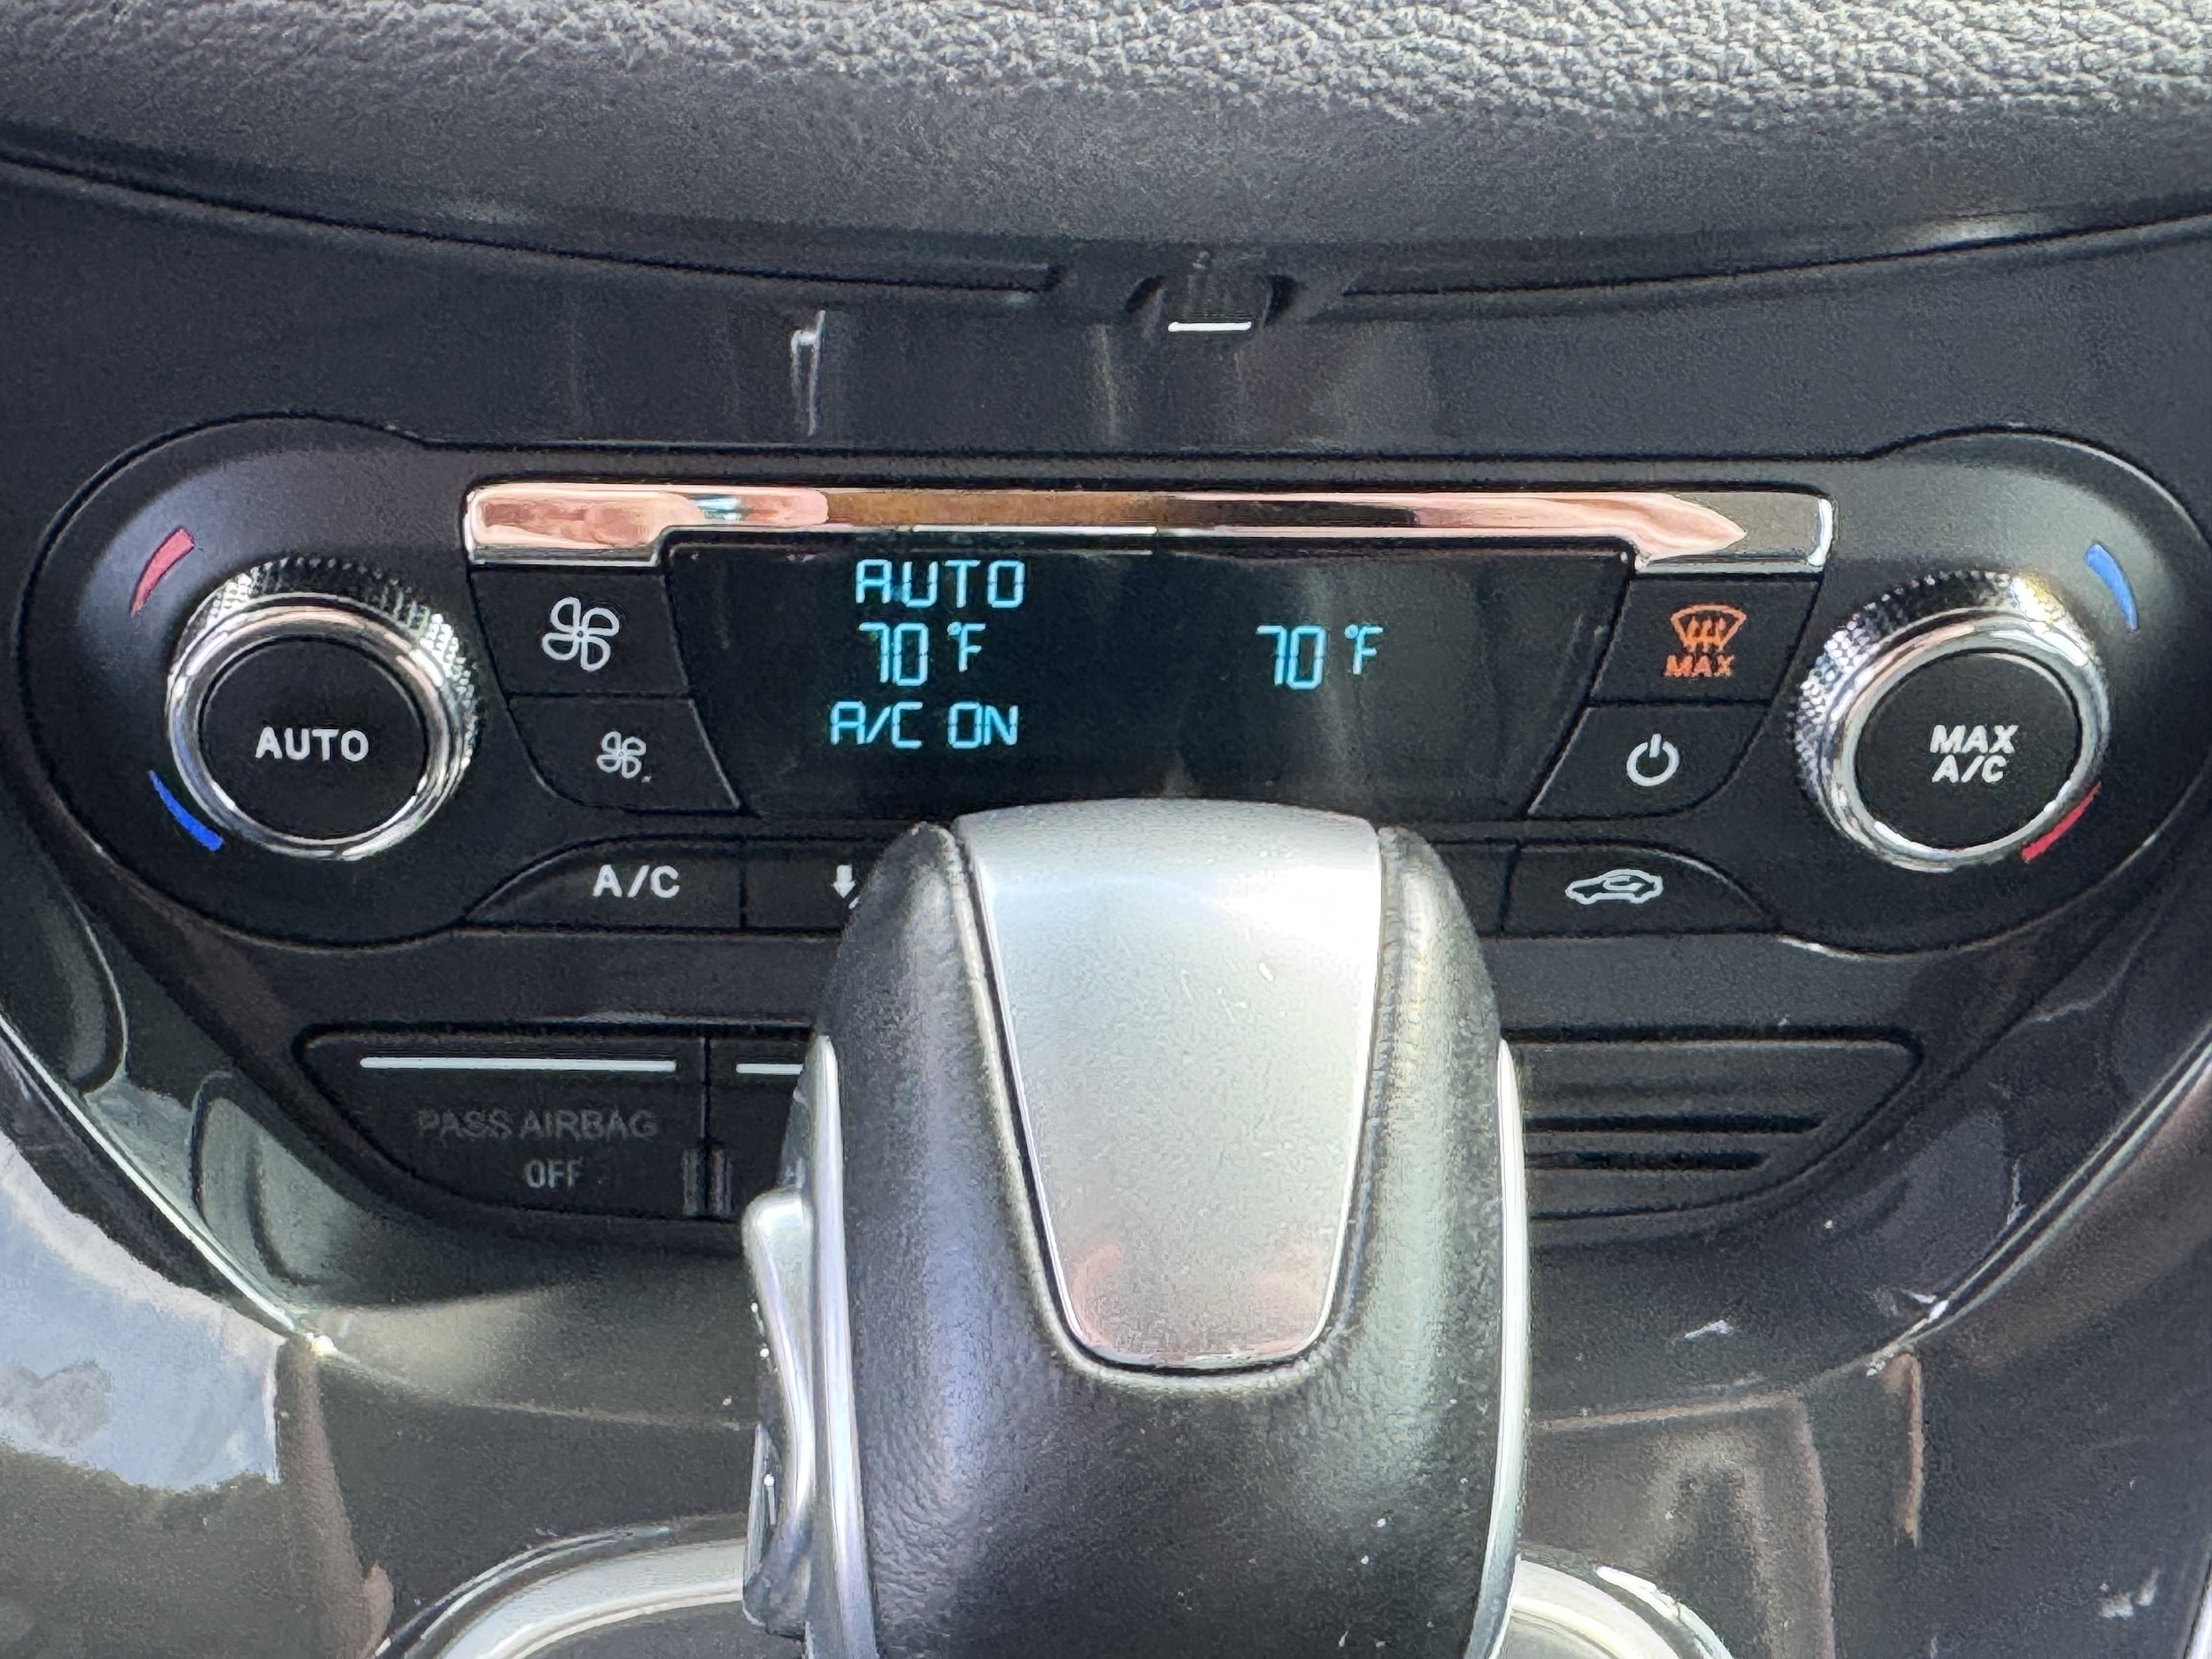 AUTO
70°F 70°F
A/C ON
MAX
AUTO
MAX
A/C
A/C
PASS AIRBAG
OFF